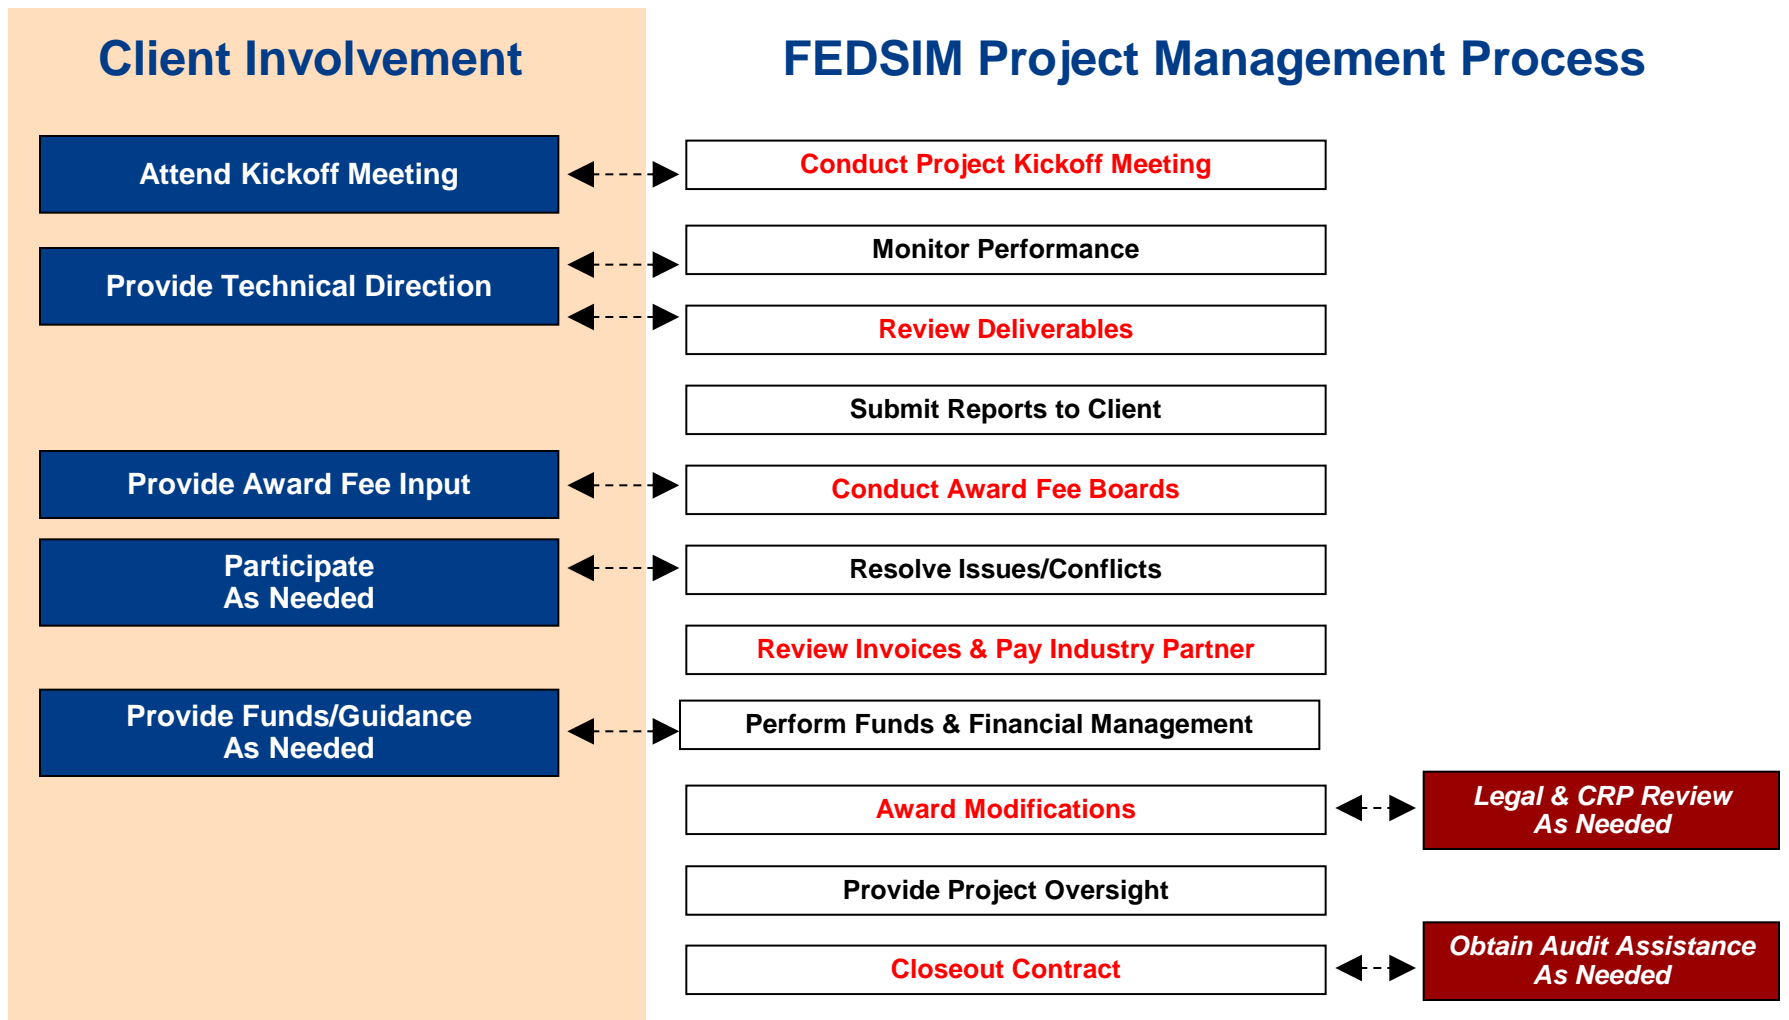 Client Involvement
FEDSIM Project Management Process
Attend Kickoff Meeting
Conduct Project Kickoff Meeting
Provide Technical Direction
Monitor Performance
Review Deliverables
Submit Reports to Client
Provide Award Fee Input
Conduct Award Fee Boards
Participate
As Needed
Resolve Issues/Conflicts
Review Invoices & Pay Industry Partner
Provide Funds/Guidance
As Needed
Perform Funds & Financial Management
Award Modifications
Legal & CRP Review
As Needed
Provide Project Oversight
Closeout Contract
Obtain Audit Assistance
As Needed